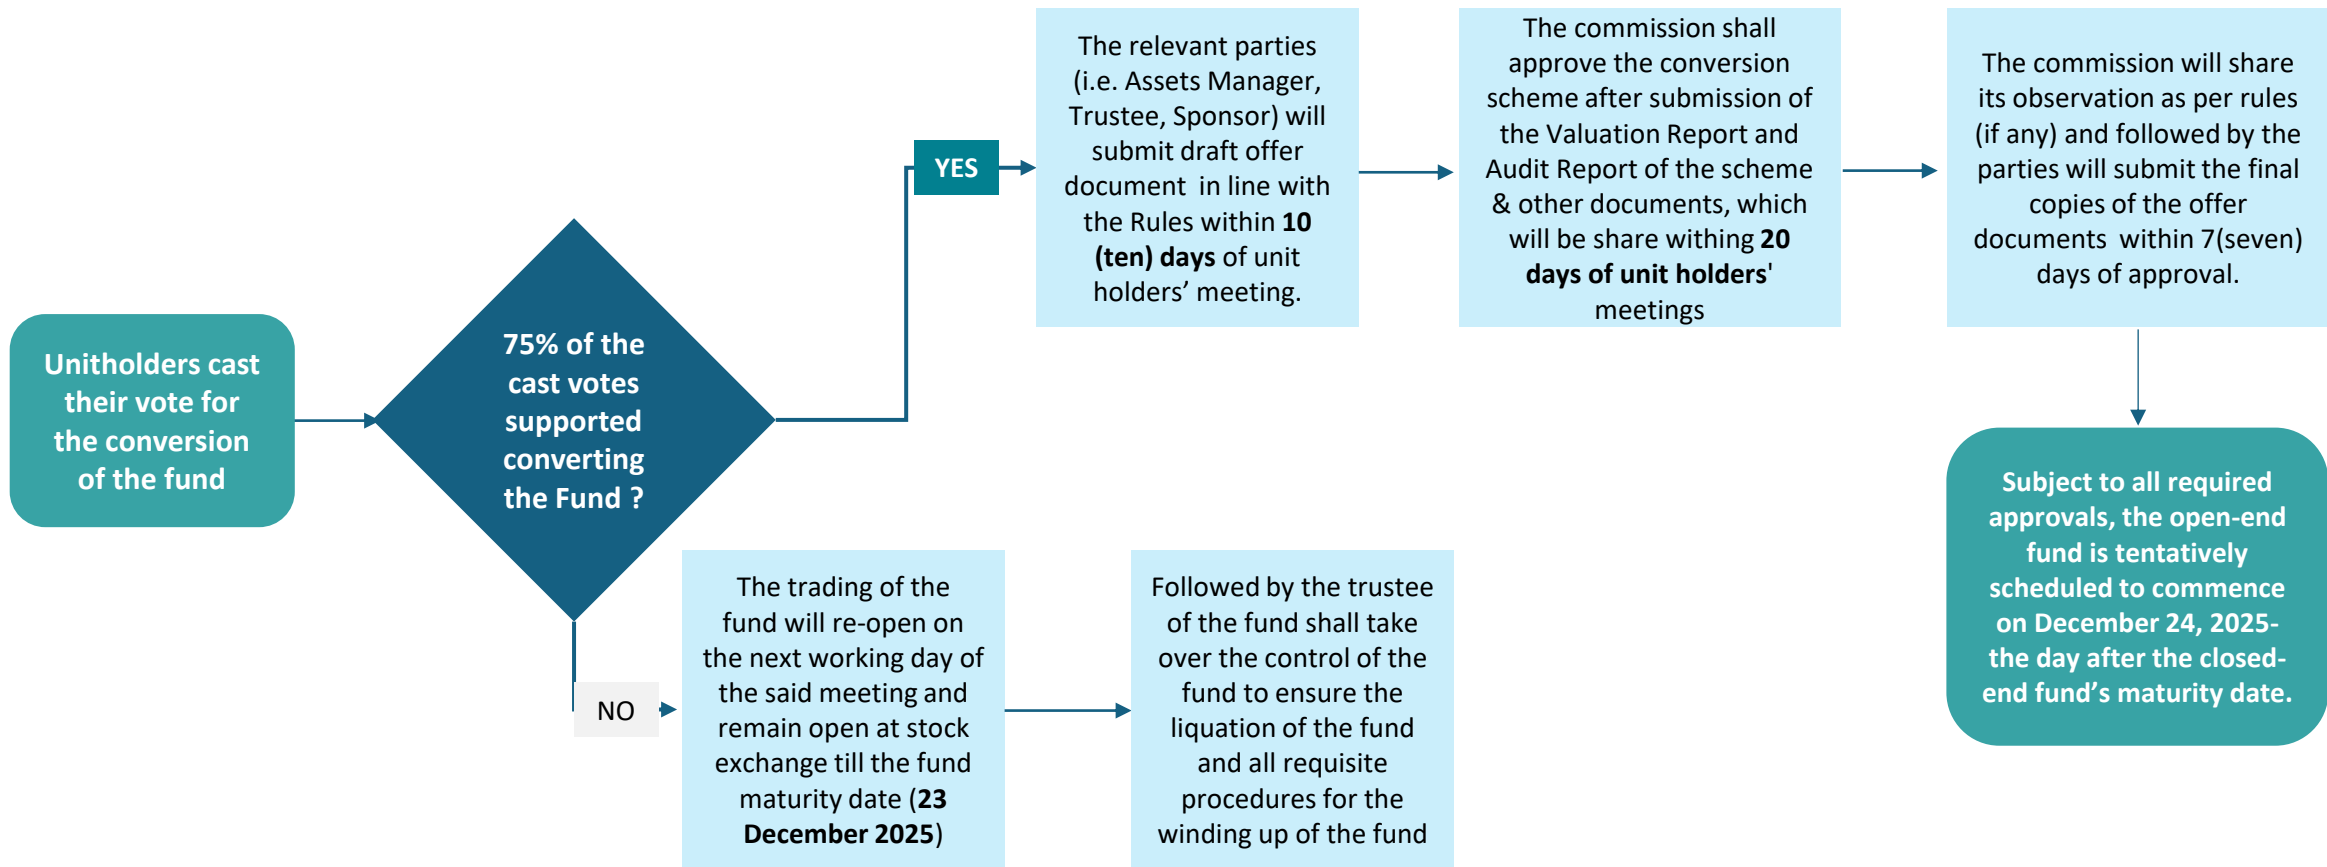 Unitholders cast
their vote for
the conversion
of the fund
75% of the
cast votes
supported
converting
the Fund ?
YES
The relevant parties
(i.e. Assets Manager,
Trustee, Sponsor) will
submit draft offer
document in line with
the Rules within 10
(ten) days of unit
holders’ meeting.
The commission shall
approve the conversion
scheme after submission of
the Valuation Report and
Audit Report of the scheme
& other documents, which
will be share withing 20
days of unit holders'
meetings
The commission will share
its observation as per rules
(if any) and followed by the
parties will submit the final
copies of the offer
documents within 7(seven)
days of approval.
Subject to all required
approvals, the open-end
fund is tentatively
scheduled to commence
on December 24, 2025-
the day after the closed-
end fund’s maturity date.
NO
The trading of the
fund will re-open on
the next working day of
the said meeting and
remain open at stock
exchange till the fund
maturity date (23
December 2025)
Followed by the trustee
of the fund shall take
over the control of the
fund to ensure the
liquation of the fund
and all requisite
procedures for the
winding up of the fund